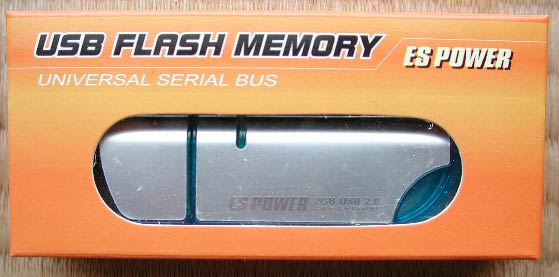 USB FLASH MEMORY
ES POWER
UNIVERSAL SERIAL BUS
ES POWER 2GB USB 2.0